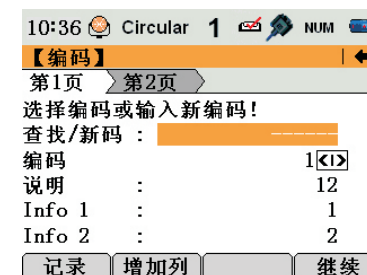 10:36 Circular 1 NUM
【编码】
第1页 第2页
选择编码或输入新编码!
查找/新码 : ------
编码 1
说明 : 12
Info 1 : 1
Info 2 : 2
记录 增加列 继续